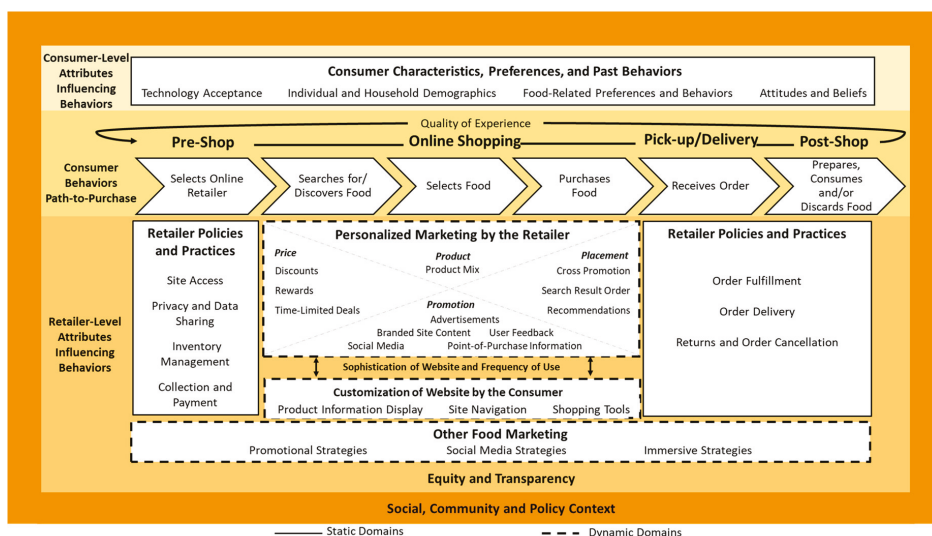 Consumer-Level
Attributes
Influencing
Behaviors
Consumer Characteristics, Preferences, and Past Behaviors
Technology Acceptance Individual and Household Demographics Food-Related Preferences and Behaviors Attitudes and Beliefs
Quality of Experience
Pre-Shop Online Shopping Pick-up/Delivery Post-Shop
Consumer
Behaviors
Path-to-Purchase
Selects Online
Retailer
Searches for/
Discovers Food
Selects Food
Purchases
Food
Receives Order
Prepares,
Consumes
and/or
Discards Food
Retailer-Level
Attributes
Influencing
Behaviors
Retailer Policies
and Practices
Site Access
Privacy and Data
Sharing
Inventory
Management
Collection and
Payment
Personalized Marketing by the Retailer
Price
Discounts
Rewards
Time-Limited Deals
Product
Product Mix
Placement
Cross Promotion
Search Result Order
Recommendations
Promotion
Advertisements
Branded Site Content User Feedback
Social Media Point-of-Purchase Information
Sophistication of Website and Frequency of Use
Customization of Website by the Consumer
Product Information Display Site Navigation Shopping Tools
Retailer Policies and Practices
Order Fulfillment
Order Delivery
Returns and Order Cancellation
Other Food Marketing
Promotional Strategies Social Media Strategies Immersive Strategies
Equity and Transparency
Social, Community and Policy Context
Static Domains Dynamic Domains